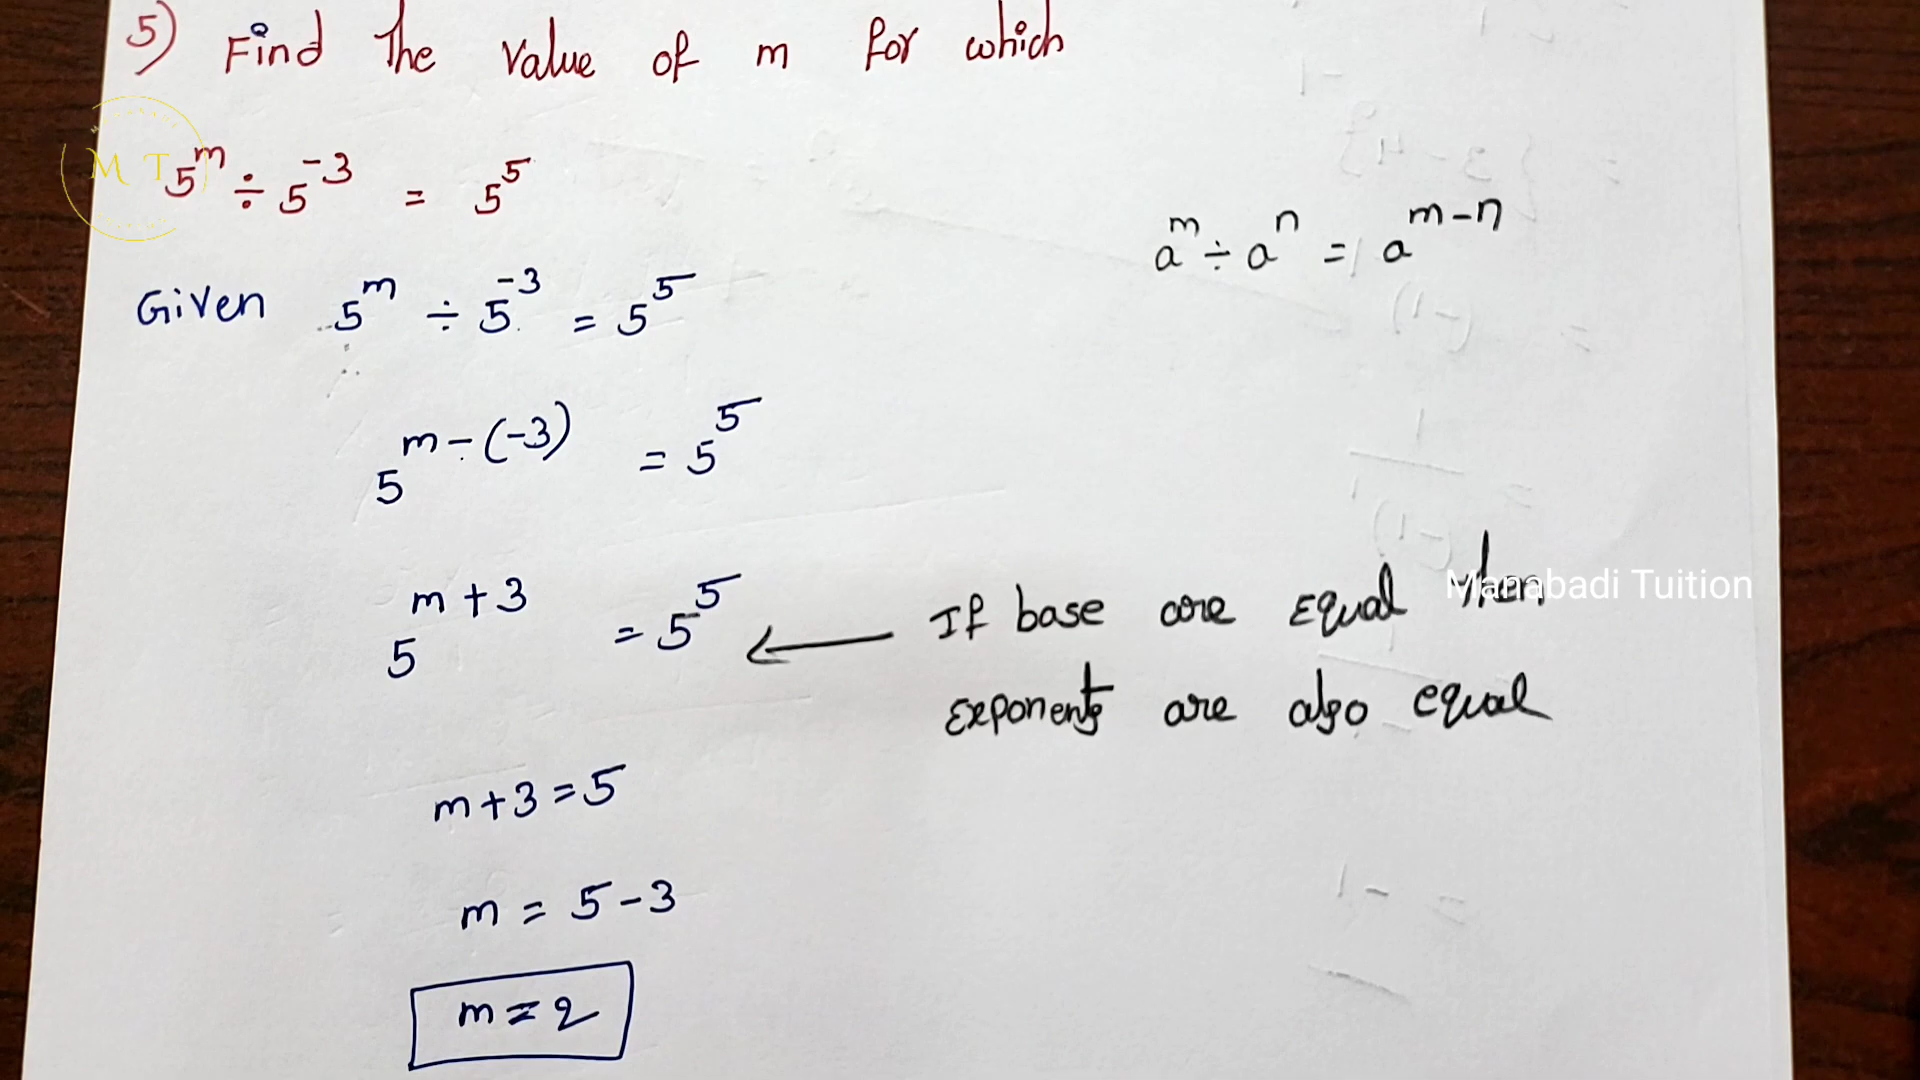 5) Find the value of m for which
M T
5^m ÷ 5^-3 = 5^5
a^m ÷ a^n = a^m-n
Given 5^m ÷ 5^-3 = 5^5
5^m-(-3) = 5^5
Manabadi Tuition
5^m+3 = 5^5 ← If base are Equal then
Exponents are also equal
m+3=5
m = 5-3
m = 2